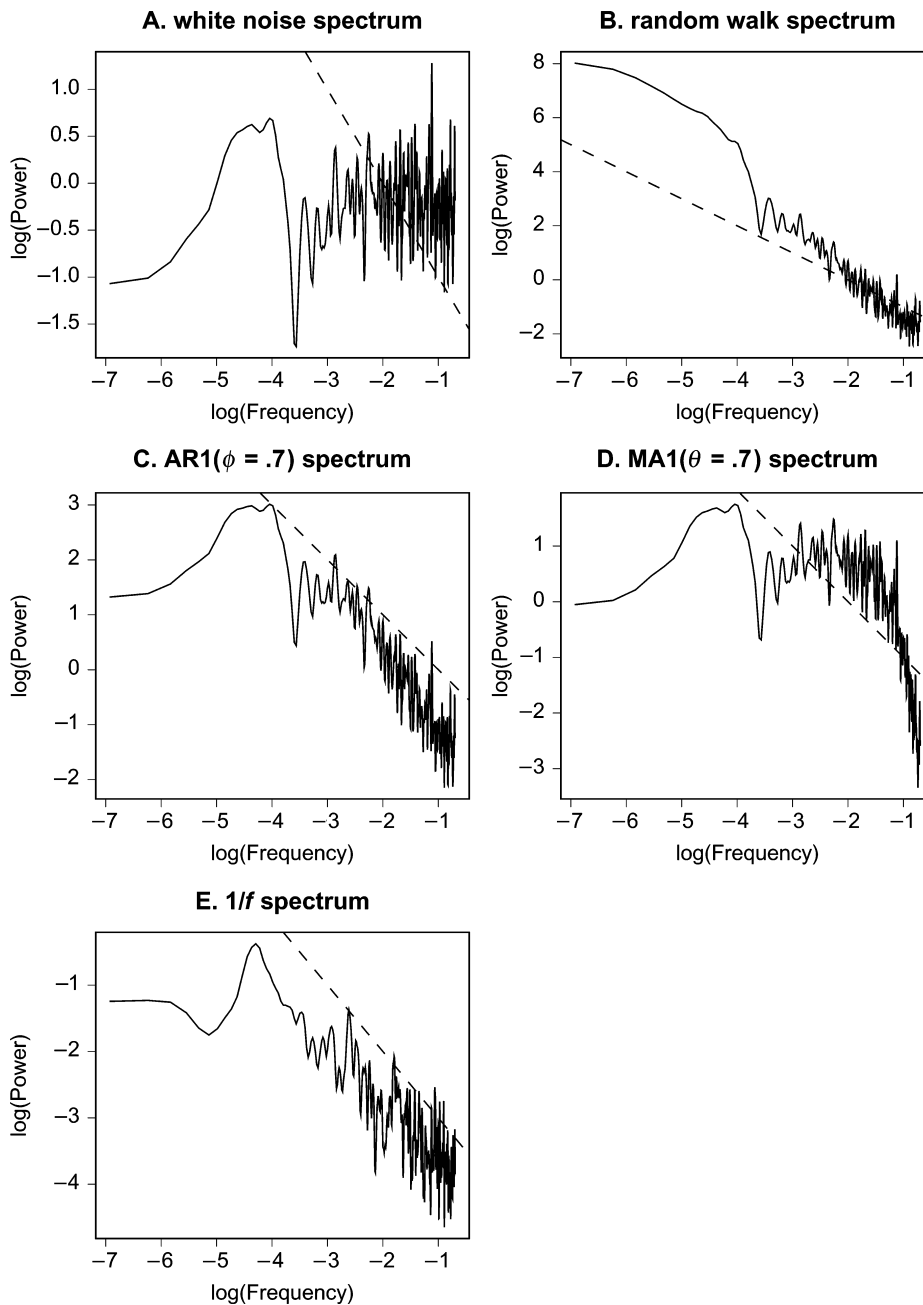 A. white noise spectrum
log(Power)
1.0
0.5
0.0
−0.5
−1.0
−1.5
−7 −6 −5 −4 −3 −2 −1
log(Frequency)
B. random walk spectrum
log(Power)
8
6
4
2
0
−2
−7 −6 −5 −4 −3 −2 −1
log(Frequency)
C. AR1(ϕ = .7) spectrum
log(Power)
3
2
1
0
−1
−2
−7 −6 −5 −4 −3 −2 −1
log(Frequency)
D. MA1(θ = .7) spectrum
log(Power)
1
0
−1
−2
−3
−7 −6 −5 −4 −3 −2 −1
log(Frequency)
E. 1/f spectrum
log(Power)
−1
−2
−3
−4
−7 −6 −5 −4 −3 −2 −1
log(Frequency)